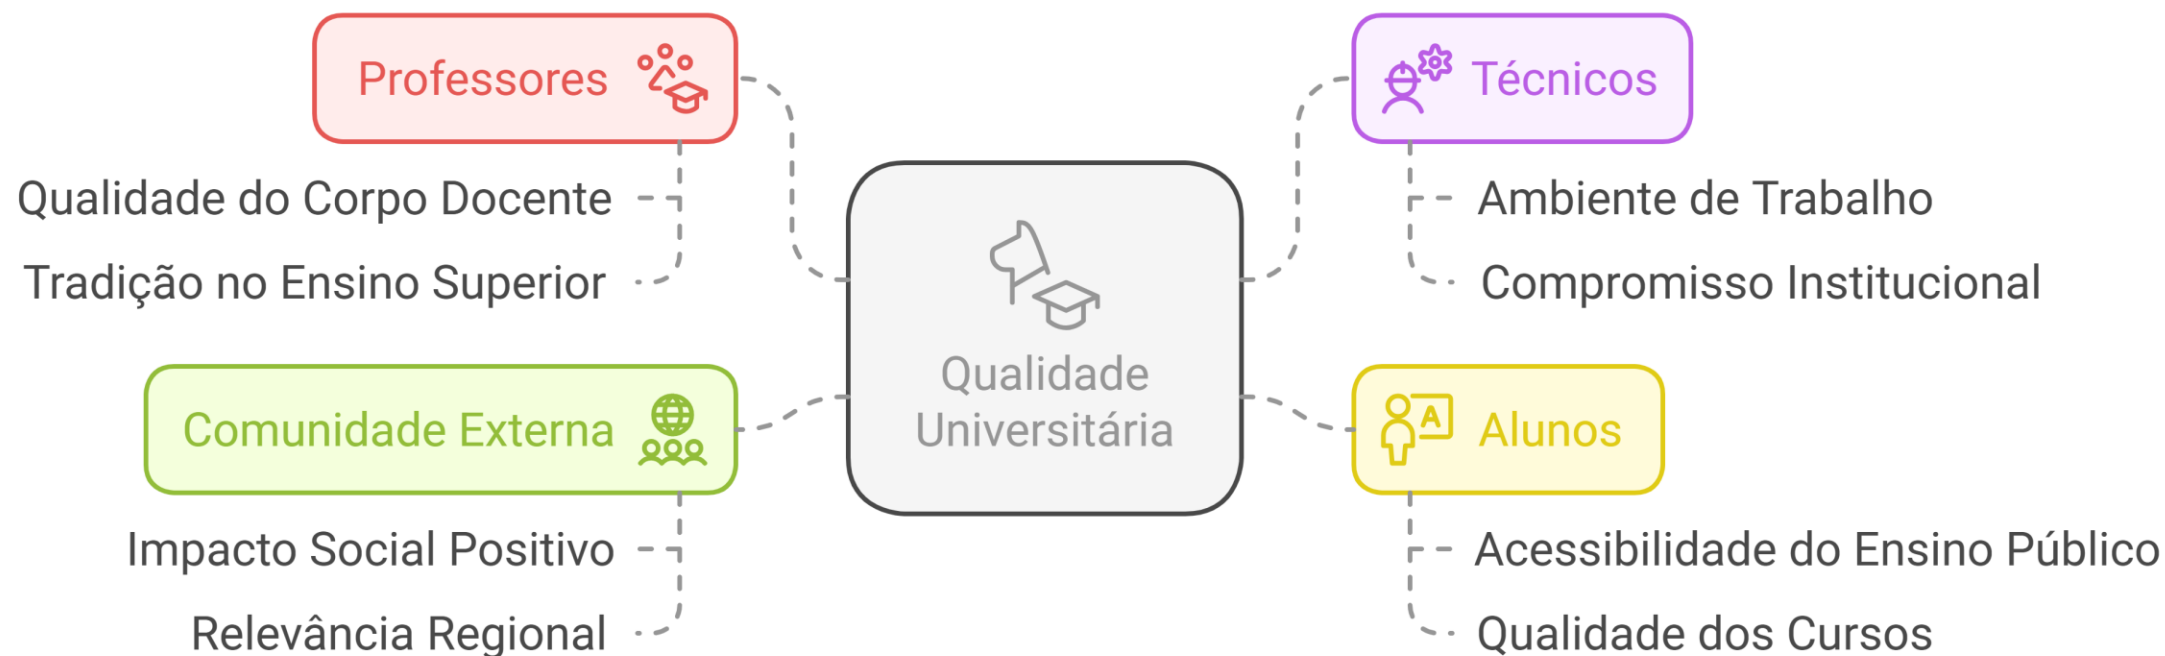 Professores
Qualidade do Corpo Docente
Tradição no Ensino Superior
Comunidade Externa
Impacto Social Positivo
Relevância Regional
Qualidade
Universitária
Técnicos
Ambiente de Trabalho
Compromisso Institucional
A
Alunos
Acessibilidade do Ensino Público
Qualidade dos Cursos